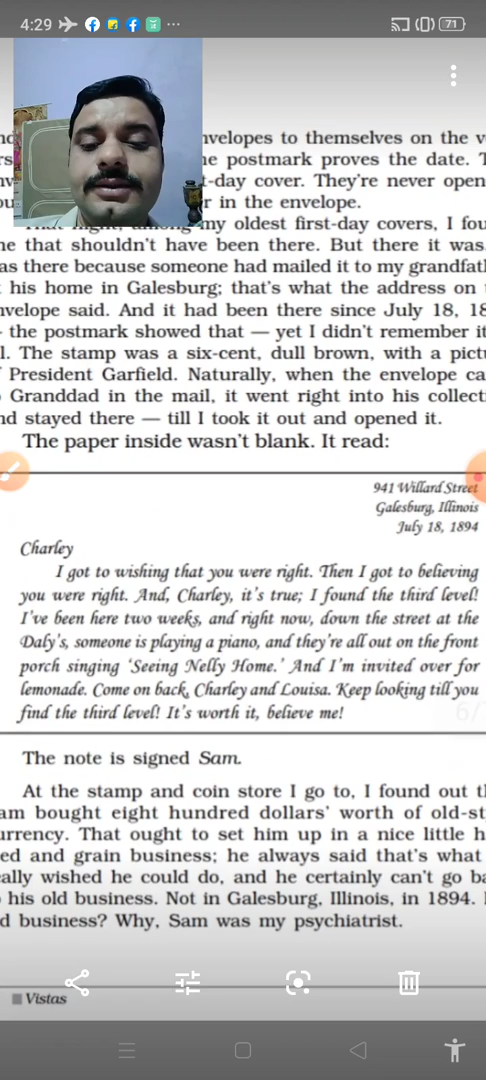 4:29
71
nvelopes to themselves on the v
he postmark proves the date. T
t-day cover. They're never open
r in the envelope.
my oldest first-day covers, I fou
ne that shouldn't have been there. But there it was.
as there because someone had mailed it to my grandfath
his home in Galesburg; that's what the address on
nvelope said. And it had been there since July 18, 18
- the postmark showed that — yet I didn't remember it
l. The stamp was a six-cent, dull brown, with a pictu
f President Garfield. Naturally, when the envelope ca
o Granddad in the mail, it went right into his collecti
nd stayed there — till I took it out and opened it.
The paper inside wasn't blank. It read:
941 Willard Street
Galesburg, Illinois
July 18, 1894
Charley
I got to wishing that you were right. Then I got to believing
you were right. And, Charley, it's true; I found the third level!
I've been here two weeks, and right now, down the street at the
Daly's, someone is playing a piano, and they're all out on the front
porch singing 'Seeing Nelly Home.' And I'm invited over for
lemonade. Come on back, Charley and Louisa. Keep looking till you
find the third level! It's worth it, believe me!
The note is signed Sam.
At the stamp and coin store I go to, I found out th
am bought eight hundred dollars' worth of old-st
urrency. That ought to set him up in a nice little h
eed and grain business; he always said that's what
eally wished he could do, and he certainly can't go ba
o his old business. Not in Galesburg, Illinois, in 1894. 
d business? Why, Sam was my psychiatrist.
Vistas